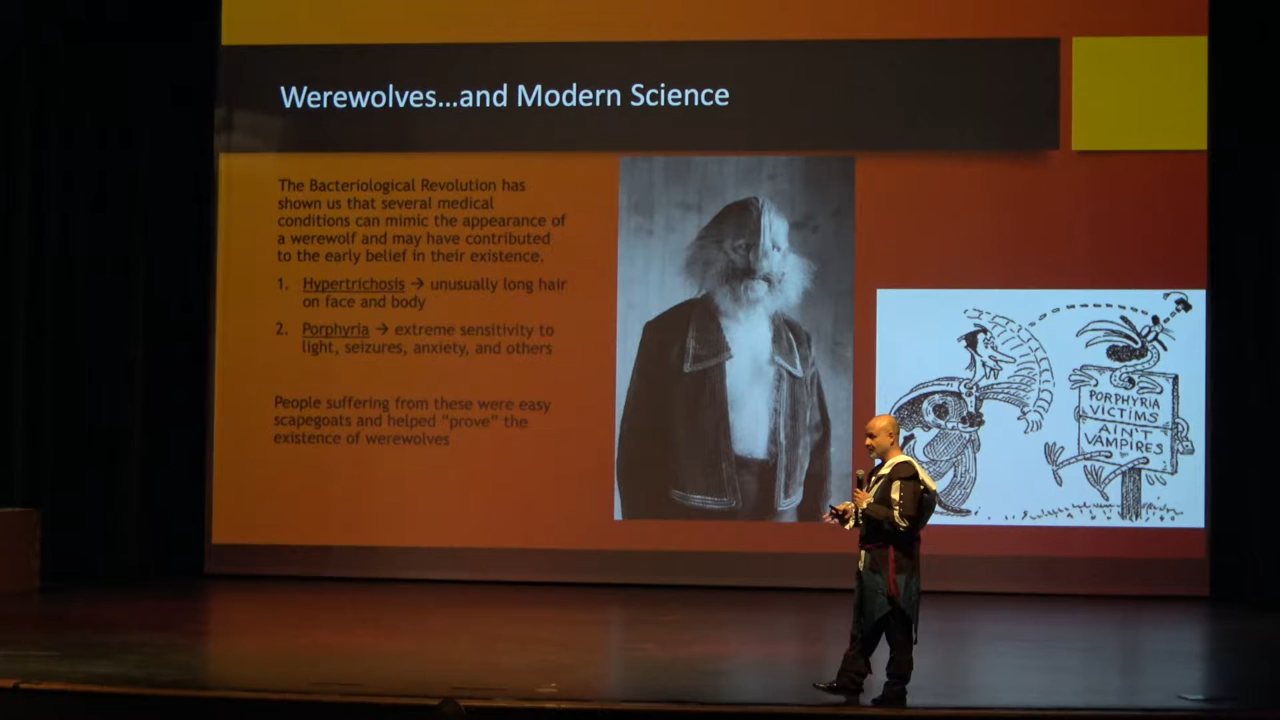 Werewolves…and Modern Science
The Bacteriological Revolution has
shown us that several medical
conditions can mimic the appearance of
a werewolf and may have contributed
to the early belief in their existence.
1. Hypertrichosis → unusually long hair
on face and body
2. Porphyria → extreme sensitivity to
light, seizures, anxiety, and others
People suffering from these were easy
scapegoats and helped “prove” the
existence of werewolves
PORPHYRIA
VICTIMS
AIN'T
VAMPIRES